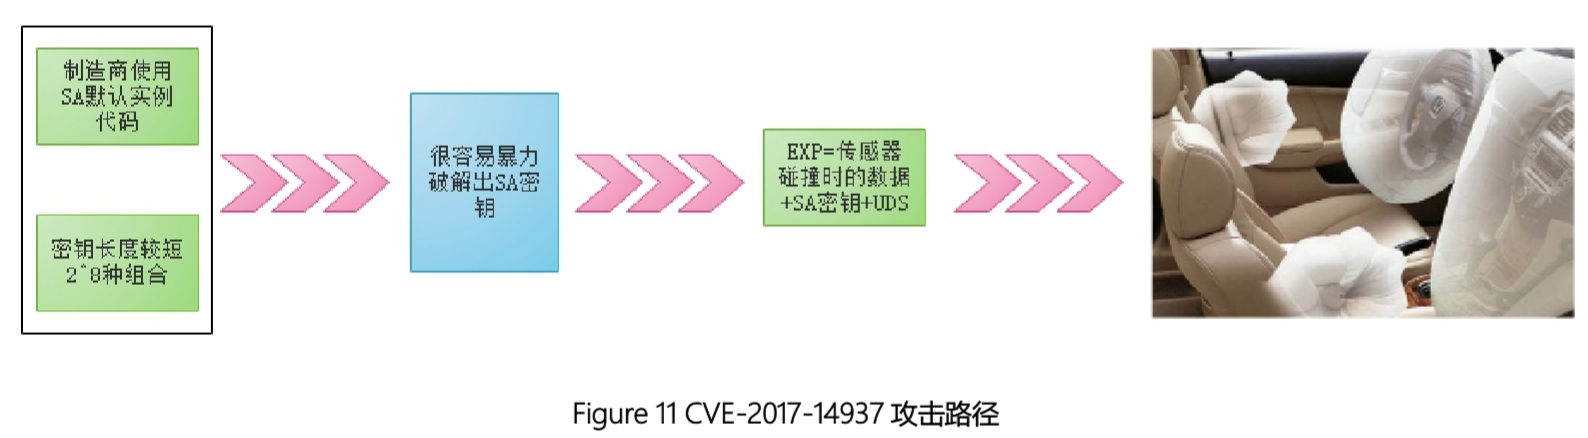 制造商使用
SA默认实例
代码
密钥长度较短
2^8种组合
很容易暴力
破解出SA密
钥
EXP=传感器
碰撞时的数据
+SA密钥+UDS
Figure 11 CVE-2017-14937 攻击路径